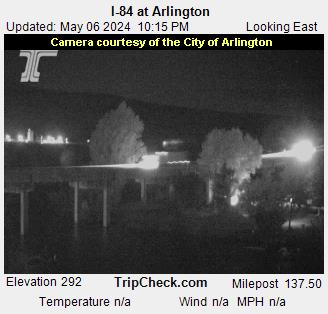 I-84 at Arlington
Updated: May 06 2024 10:15 PM Looking East
Camera courtesy of the City of Arlington
Elevation 292 TripCheck.com Milepost 137.50
Temperature n/a Wind n/a MPH n/a